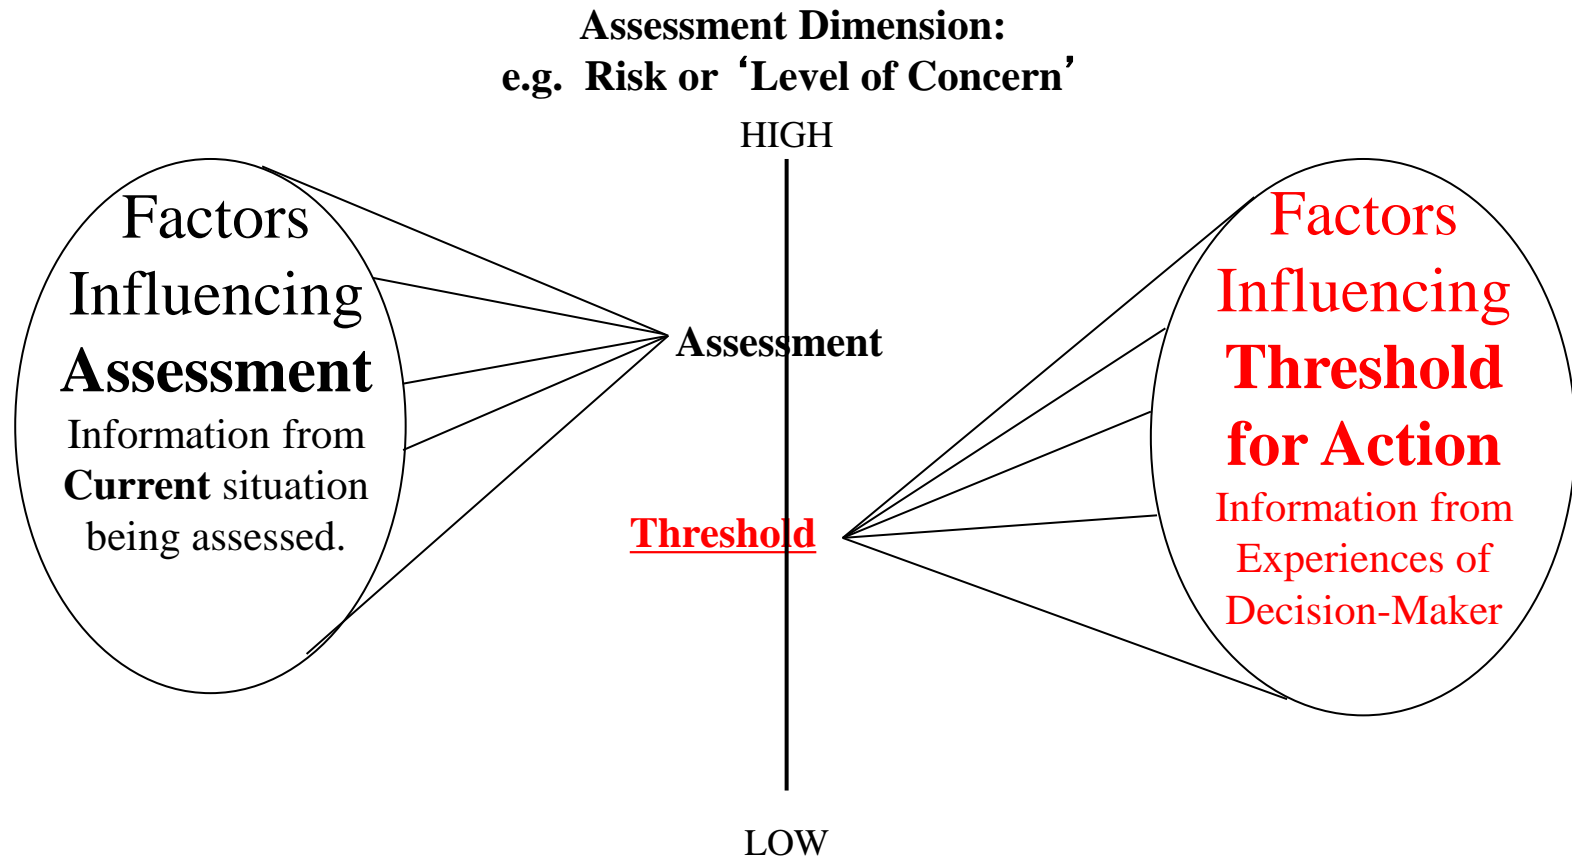 Assessment Dimension:
e.g. Risk or ‘Level of Concern’
HIGH
Factors
Influencing
Assessment
Information from
Current situation
being assessed.
Assessment
Threshold
Factors
Influencing
Threshold
for Action
Information from
Experiences of
Decision-Maker
LOW